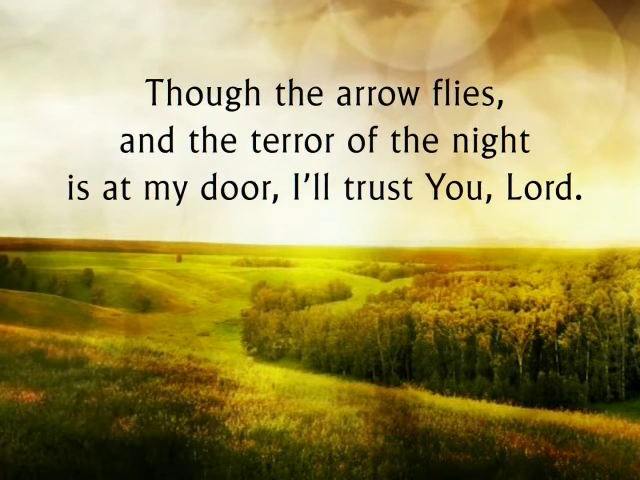 Though the arrow flies,
and the terror of the night
is at my door, I'll trust You, Lord.